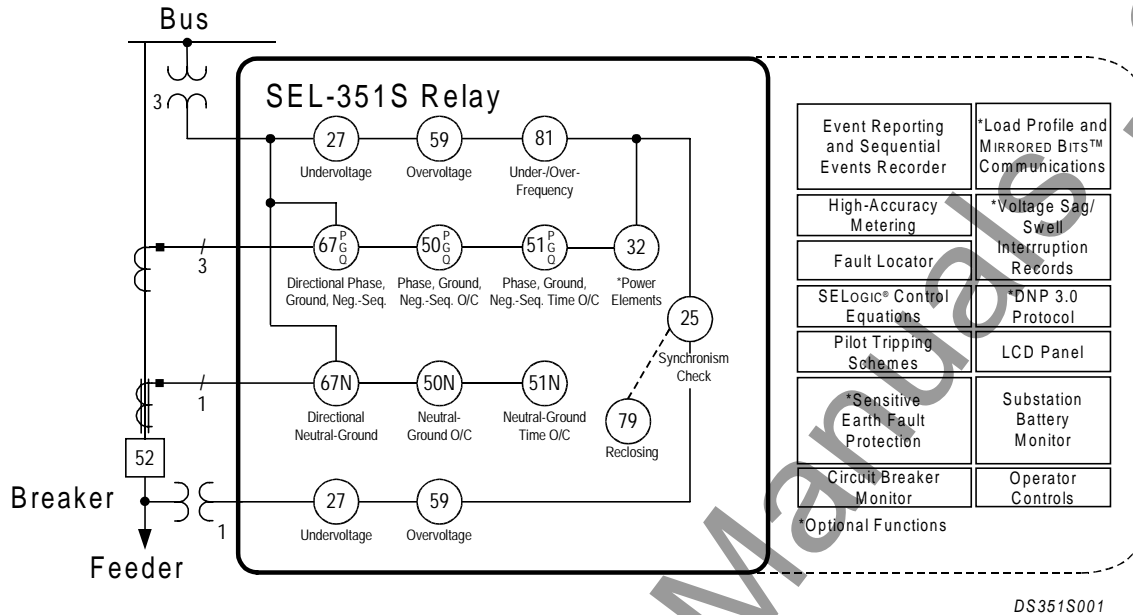 Bus
3
SEL-351S Relay
27
Undervoltage
59
Overvoltage
81
Under-/Over-
Frequency
3
67 P G Q
Directional Phase,
Ground, Neg.-Seq.
50 P G Q
Phase, Ground,
Neg.-Seq. O/C
51 P G Q
Phase, Ground,
Neg.-Seq. Time O/C
32
*Power
Elements
25
Synchronism
Check
1
67N
Directional
Neutral-Ground
50N
Neutral-
Ground O/C
51N
Neutral-Ground
Time O/C
79
Reclosing
52
Breaker
1
27
Undervoltage
59
Overvoltage
Feeder
Event Reporting
and Sequential
Events Recorder
*Load Profile and
MIRRORED BITS™
Communications
High-Accuracy
Metering
*Voltage Sag/
Swell
Interrruption
Records
Fault Locator
SELOGIC® Control
Equations
*DNP 3.0
Protocol
Pilot Tripping
Schemes
LCD Panel
*Sensitive
Earth Fault
Protection
Substation
Battery
Monitor
Circuit Breaker
Monitor
Operator
Controls
*Optional Functions
DS351S001
Manuals